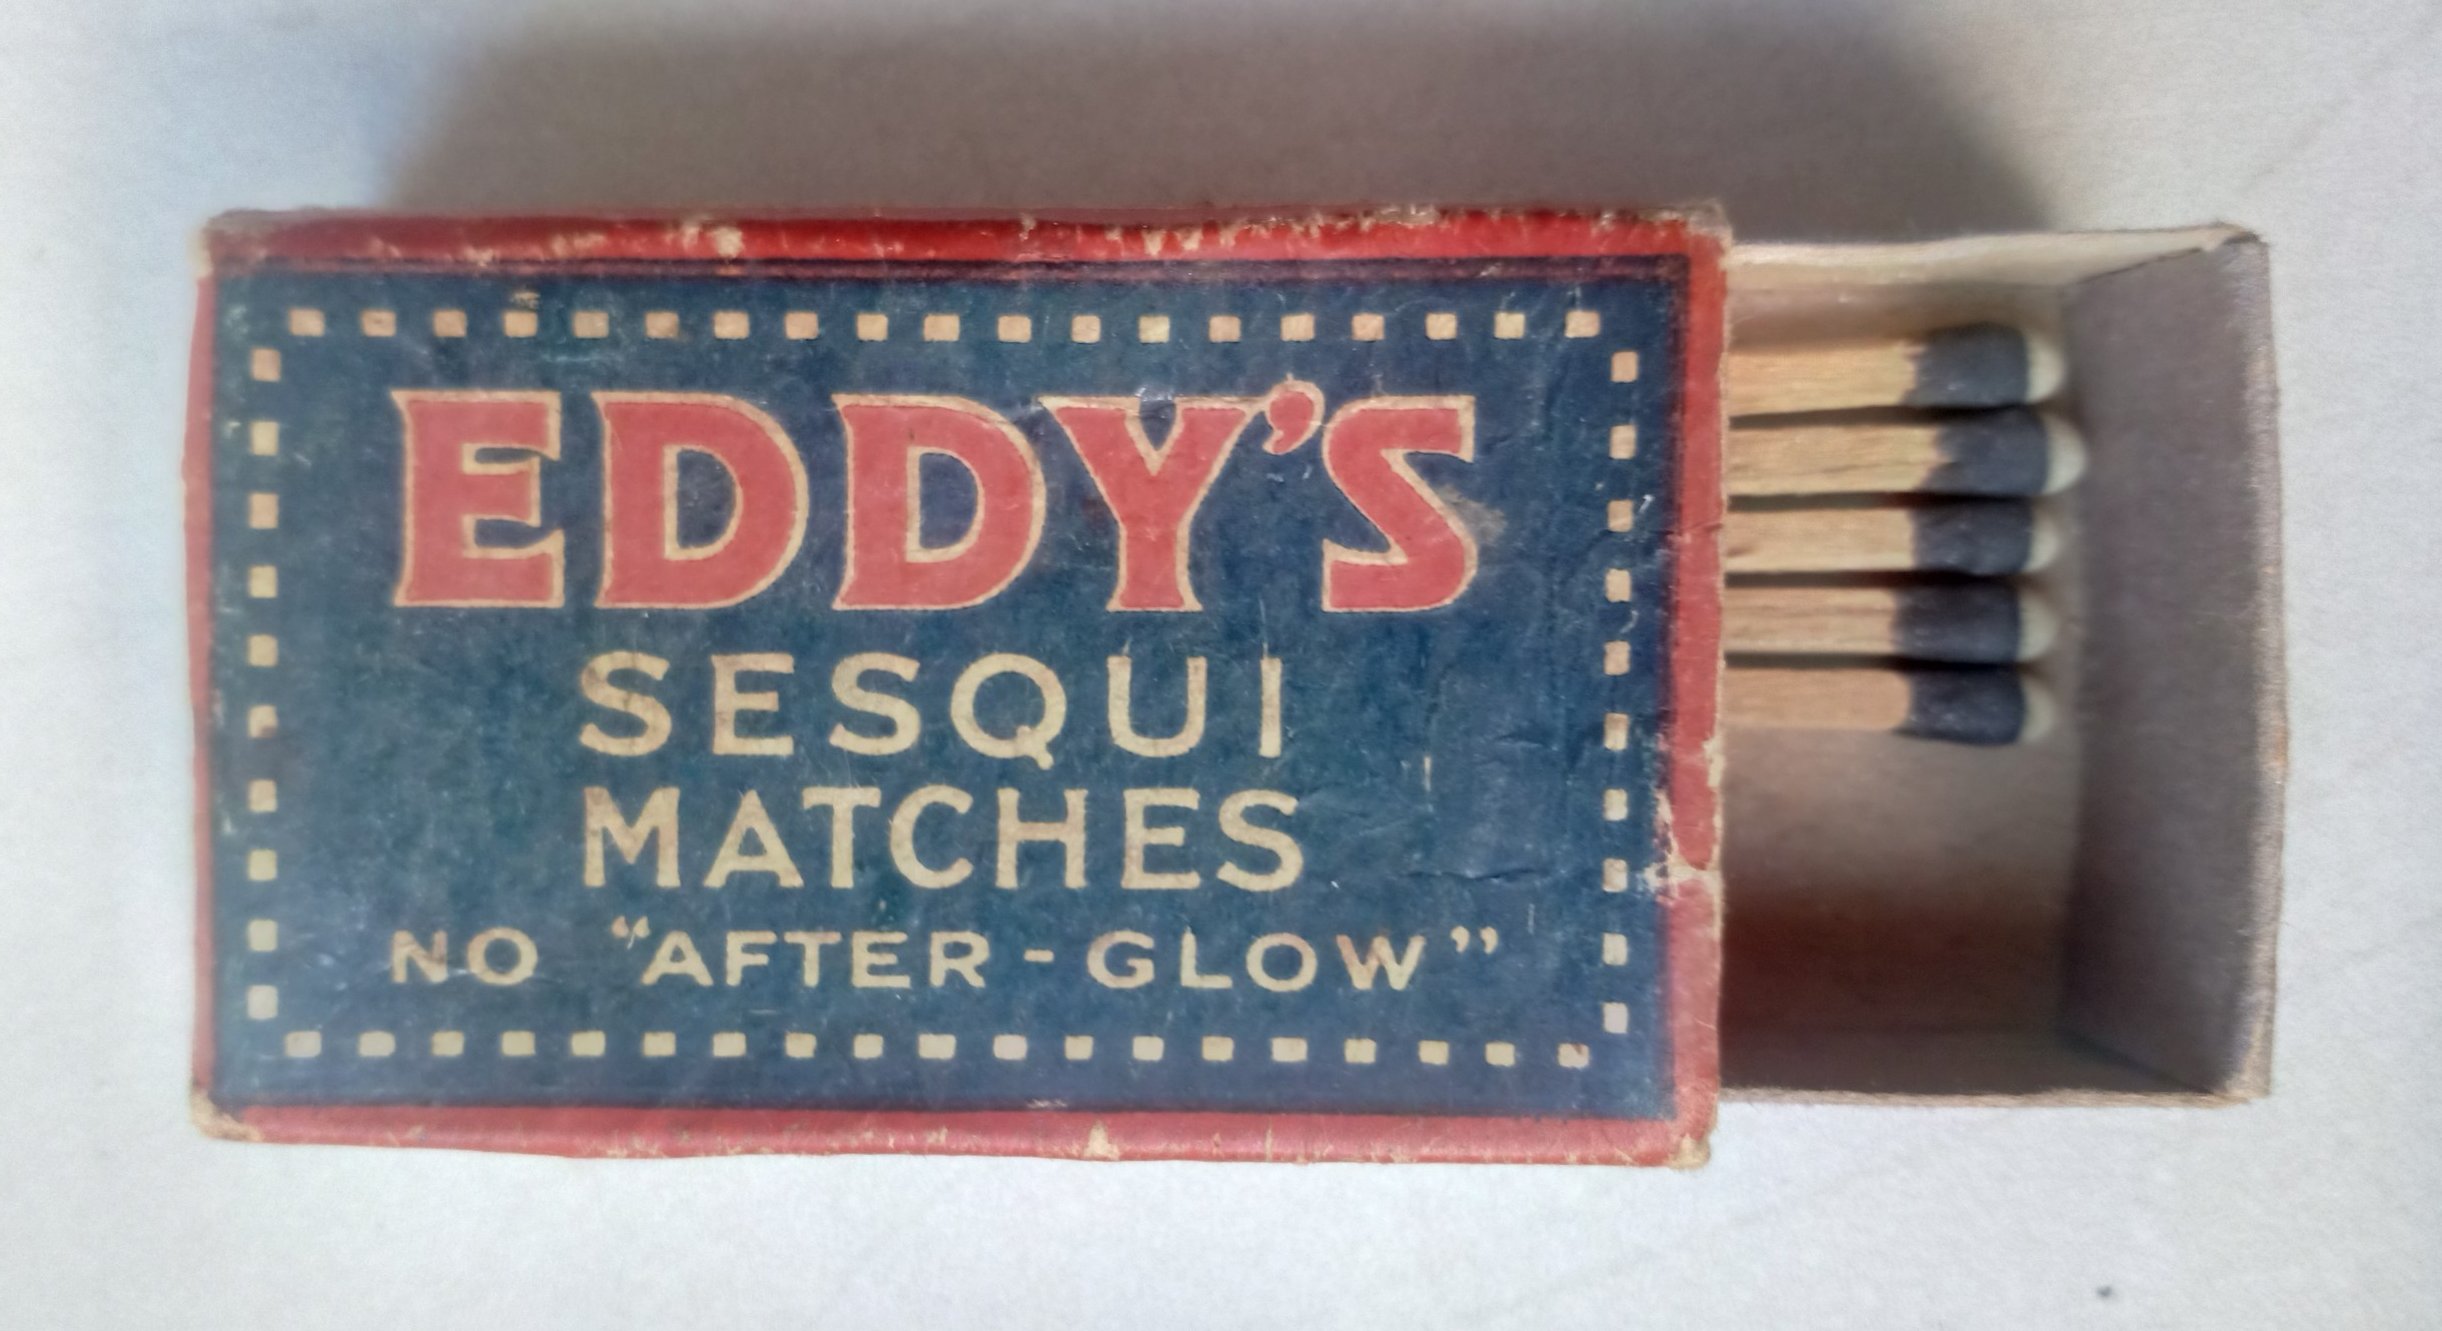 EDDY'S
SESQUI
MATCHES
NO “AFTER-GLOW”